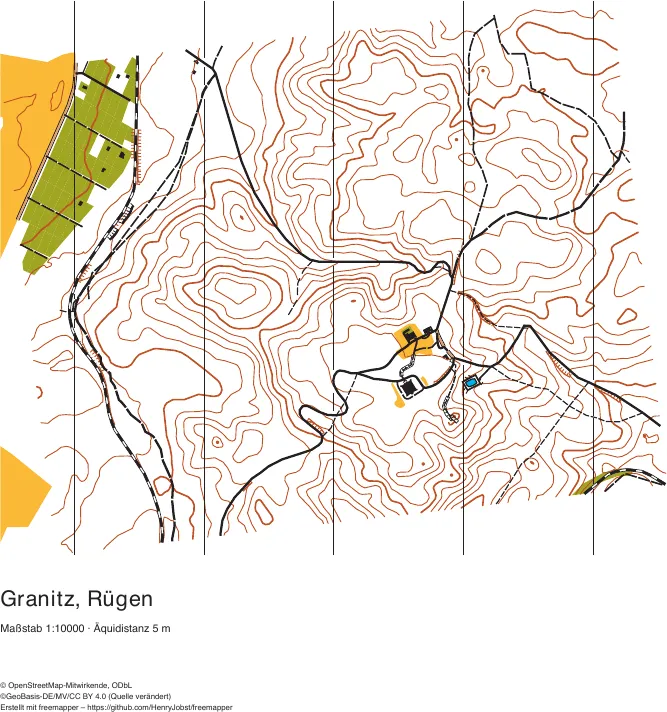 Granitz, Rügen
Maßstab 1:10000 · Äquidistanz 5 m
© OpenStreetMap-Mitwirkende, ODbL
©GeoBasis-DE/MV/CC BY 4.0 (Quelle verändert)
Erstellt mit freemapper – https://github.com/HenryJobst/freemapper